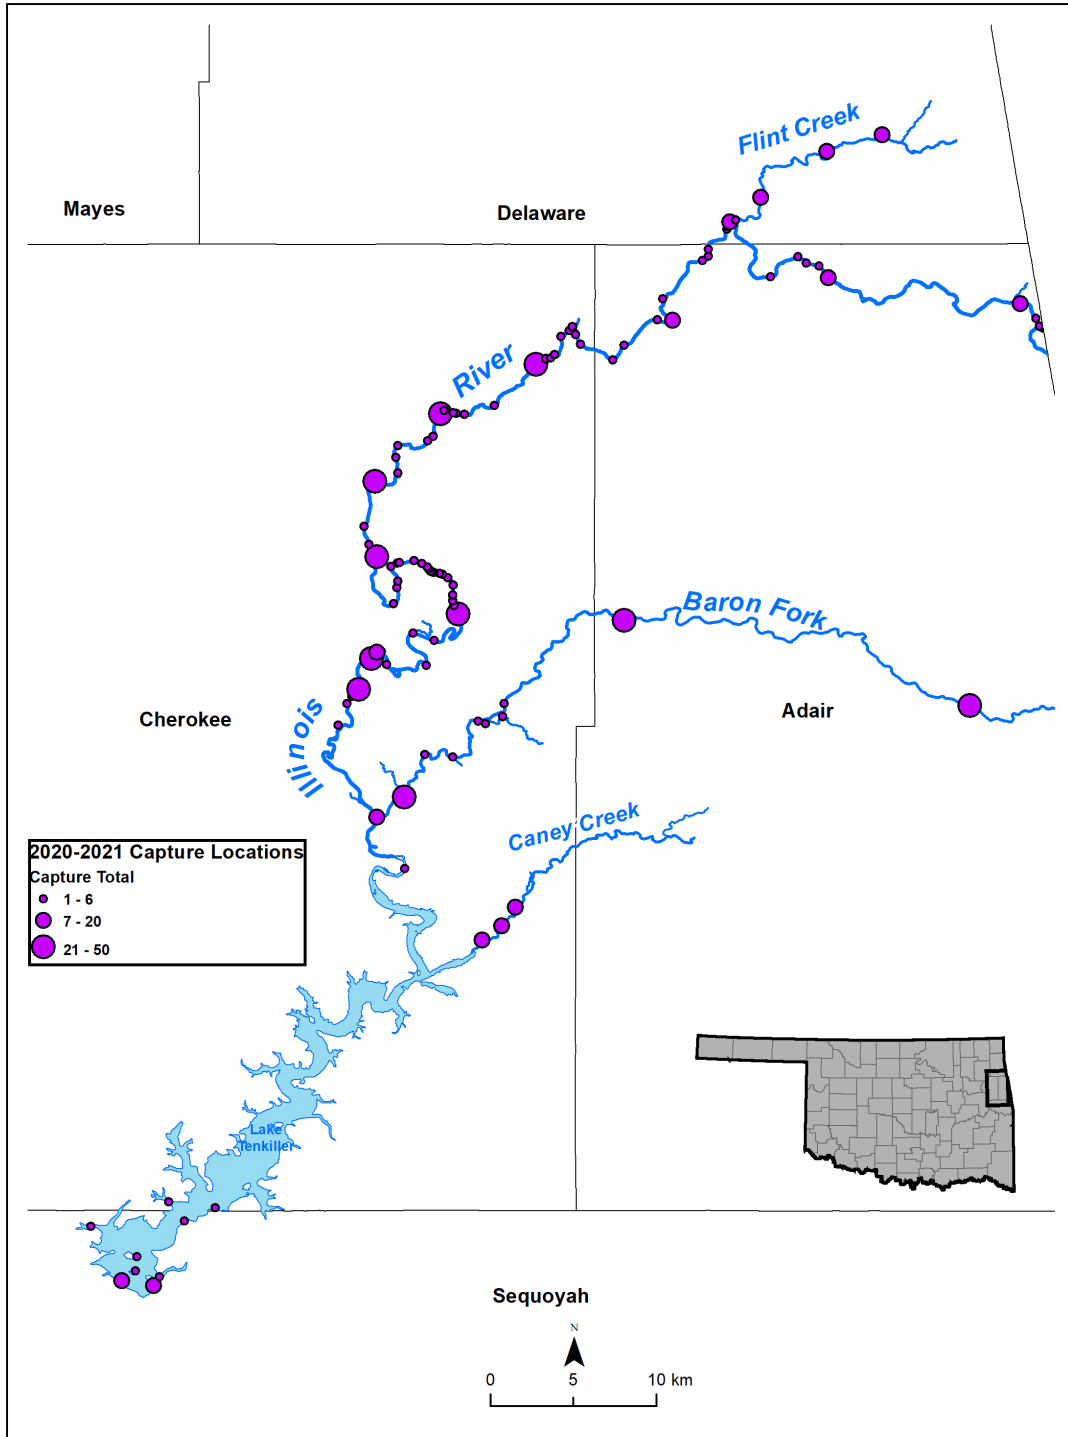 Flint Creek
Mayes
Delaware
River
Baron Fork
Cherokee
Adair
Illinois
Caney Creek
2020-2021 Capture Locations
Capture Total
1 - 6
7 - 20
21 - 50
Lake
Tenkiller
Sequoyah
N
0 5 10 km